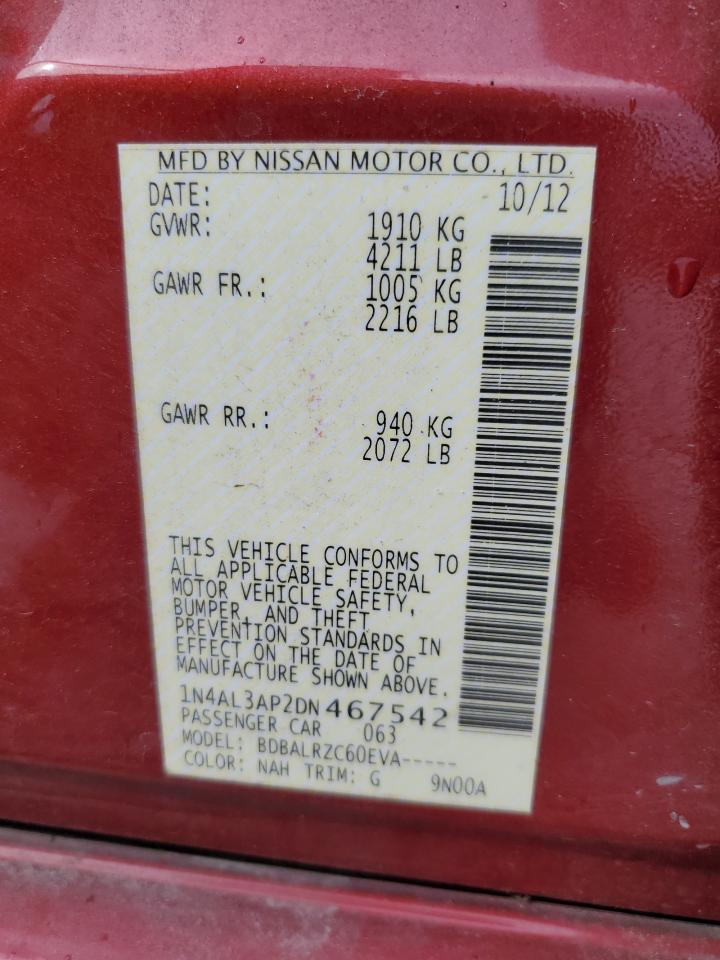 MFD BY NISSAN MOTOR CO., LTD.
DATE: 10/12
GVWR: 1910 KG
4211 LB
GAWR FR.: 1005 KG
2216 LB
GAWR RR.: 940 KG
2072 LB
THIS VEHICLE CONFORMS TO
ALL APPLICABLE FEDERAL
MOTOR VEHICLE SAFETY,
BUMPER, AND THEFT
PREVENTION STANDARDS IN
EFFECT ON THE DATE OF
MANUFACTURE SHOWN ABOVE.
1N4AL3AP2DN467542
PASSENGER CAR 063
MODEL: BDBALRZC60EVA-----
COLOR: NAH TRIM: G 9N00A